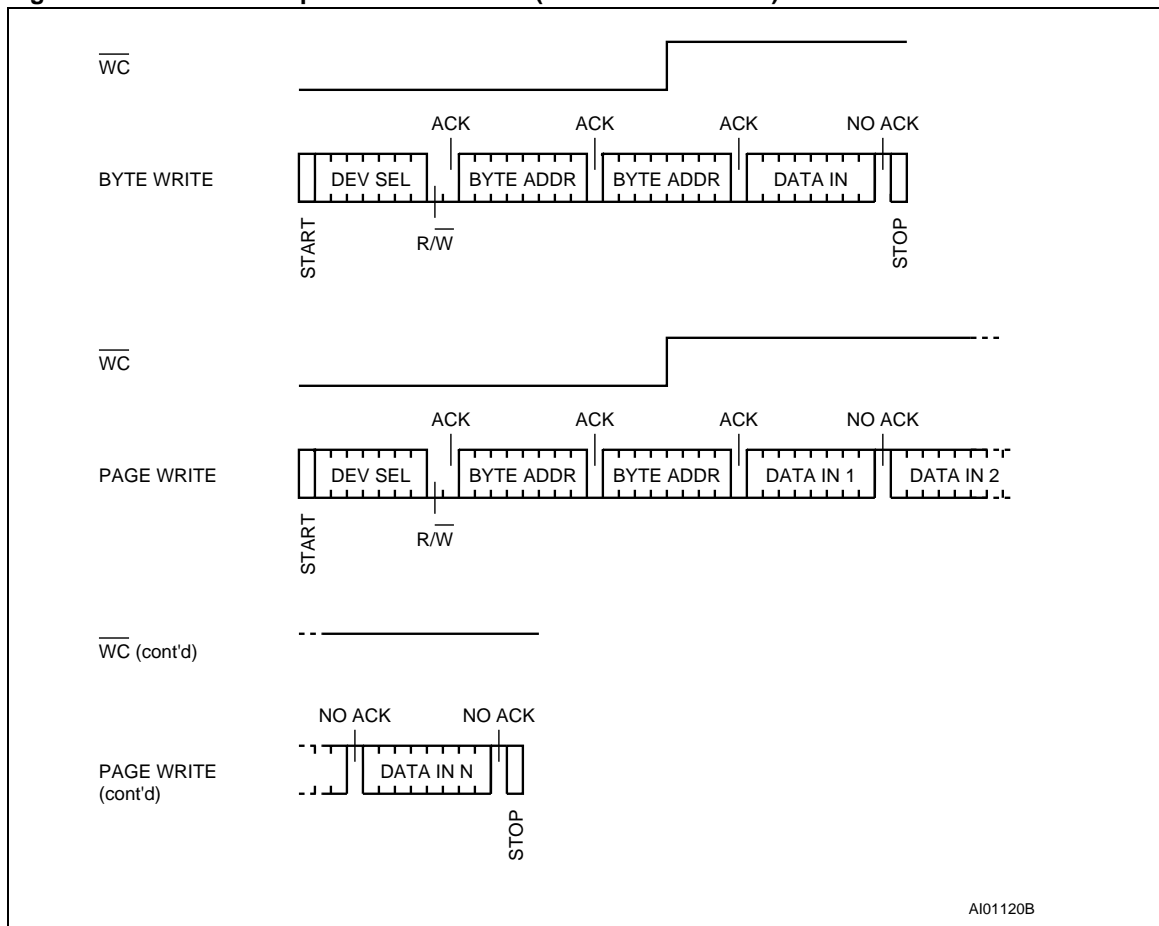 WC
ACK ACK ACK NO ACK
BYTE WRITE DEV SEL BYTE ADDR BYTE ADDR DATA IN
START R/W STOP
WC
ACK ACK ACK NO ACK
PAGE WRITE DEV SEL BYTE ADDR BYTE ADDR DATA IN 1 DATA IN 2
START R/W
WC (cont'd)
NO ACK NO ACK
PAGE WRITE DATA IN N
(cont'd)
STOP
AI01120B